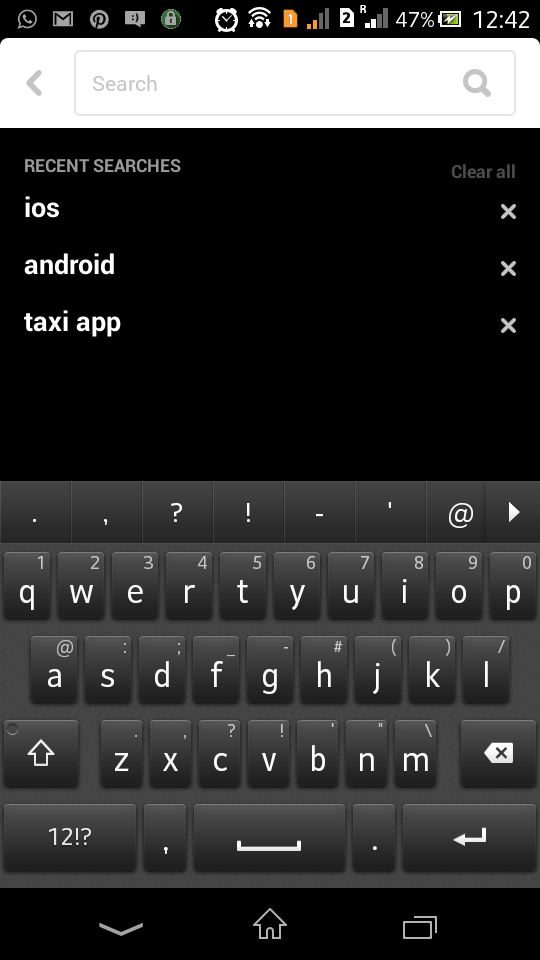 1 2 R 47% 12:42
Search
RECENT SEARCHES Clear all
ios
android
taxi app
. , ? ! - ' @
1 2 3 4 5 6 7 8 9 0
q w e r t y u i o p
@ : ; _ - # ( ) /
a s d f g h j k l
. , ? ! ' " \
z x c v b n m
12!? , .